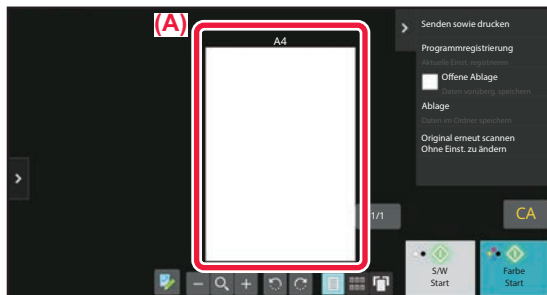 (A)
A4
Senden sowie drucken
Programmregistrierung
Aktuelle Einst. registrieren
Offene Ablage
Daten vorüberg. speichern
Ablage
Daten im Ordner speichern
Original erneut scannen
Ohne Einst. zu ändern
1/1
CA
S/W
Start
Farbe
Start